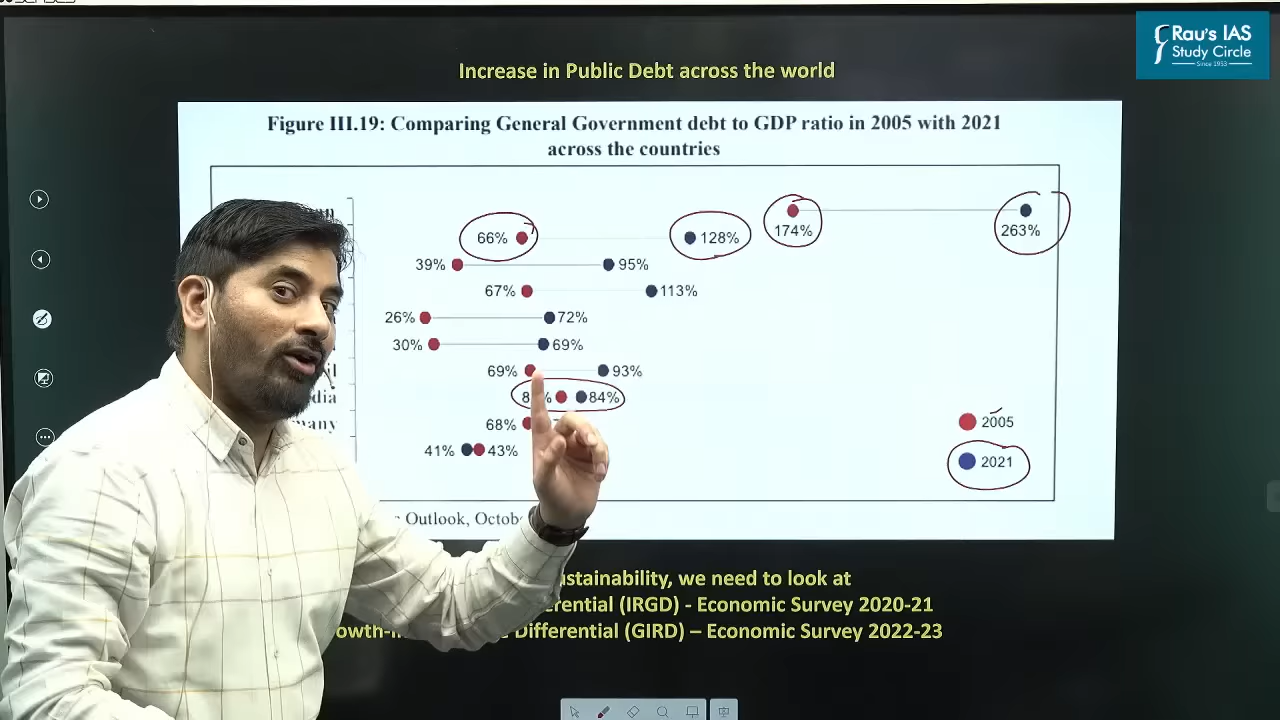 Rau's IAS
Study Circle
Since 1953
Increase in Public Debt across the world
Figure III.19: Comparing General Government debt to GDP ratio in 2005 with 2021
across the countries
174%
263%
66%
128%
39%
95%
67%
113%
26%
72%
30%
69%
69%
93%
84%
68%
41%
43%
2005
2021
Outlook,
we need to look at
(IRGD) - Economic Survey 2020-21
Differential (GIRD) – Economic Survey 2022-23